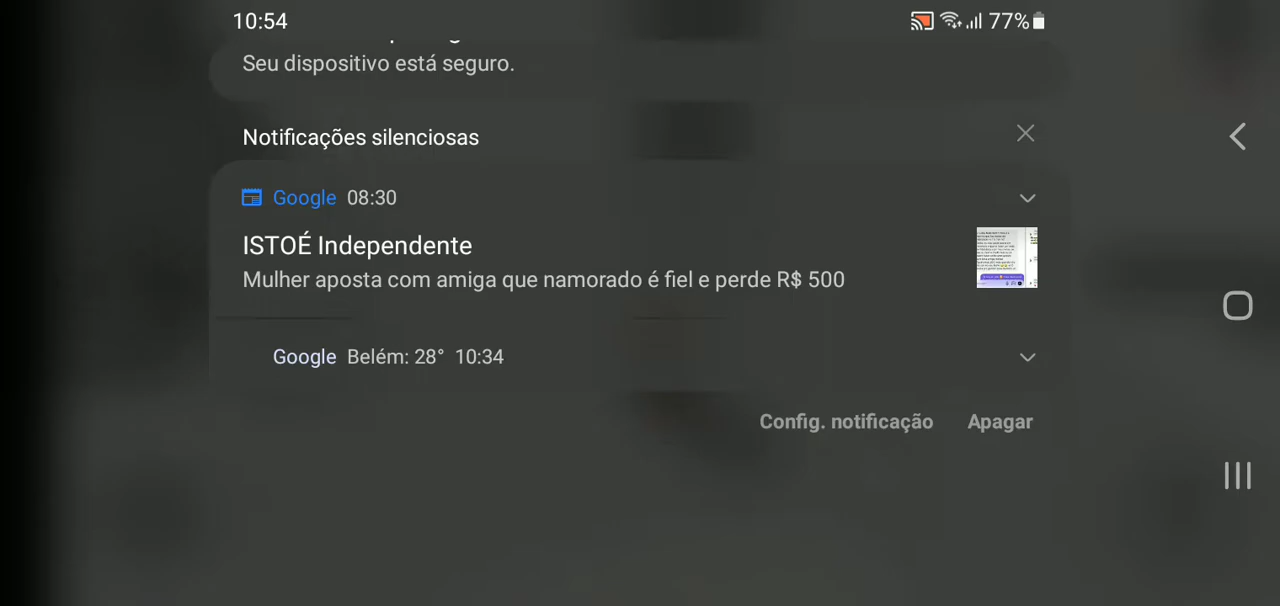 10:54 77%
Seu dispositivo está seguro.
Notificações silenciosas
Google 08:30
ISTOÉ Independente
Mulher aposta com amiga que namorado é fiel e perde R$ 500
Google Belém: 28° 10:34
Config. notificação Apagar